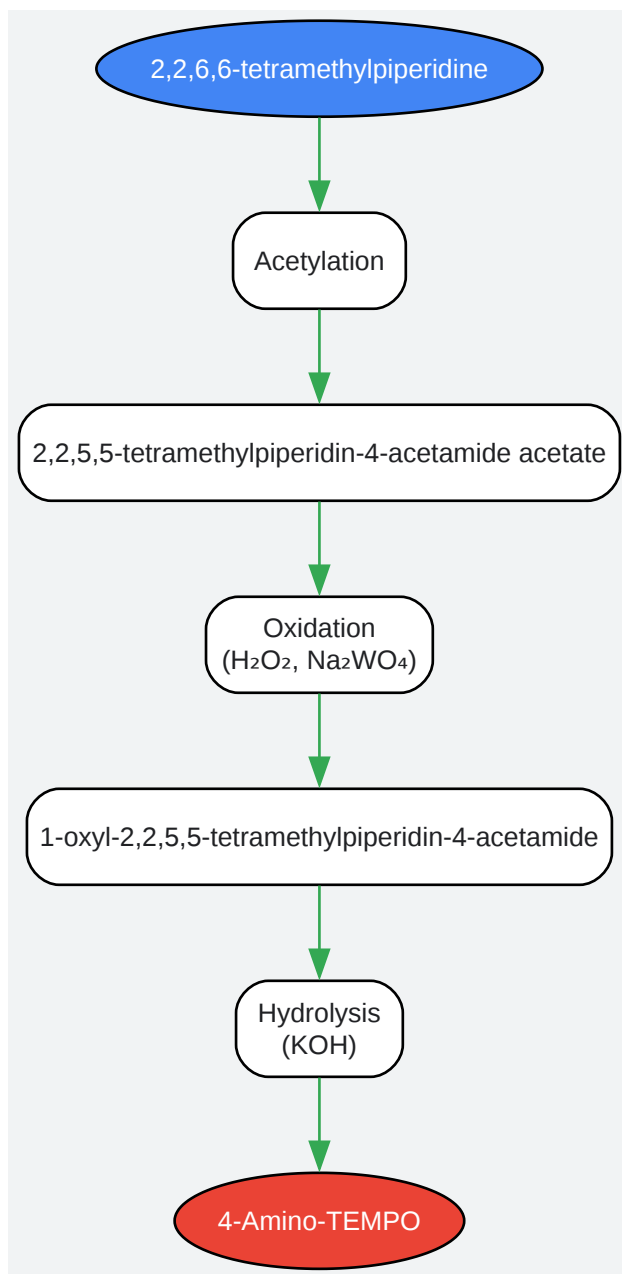 2,2,6,6-tetramethylpiperidine
Acetylation
2,2,5,5-tetramethylpiperidin-4-acetamide acetate
Oxidation
(H₂O₂, Na₂WO₄)
1-oxyl-2,2,5,5-tetramethylpiperidin-4-acetamide
Hydrolysis
(KOH)
4-Amino-TEMPO